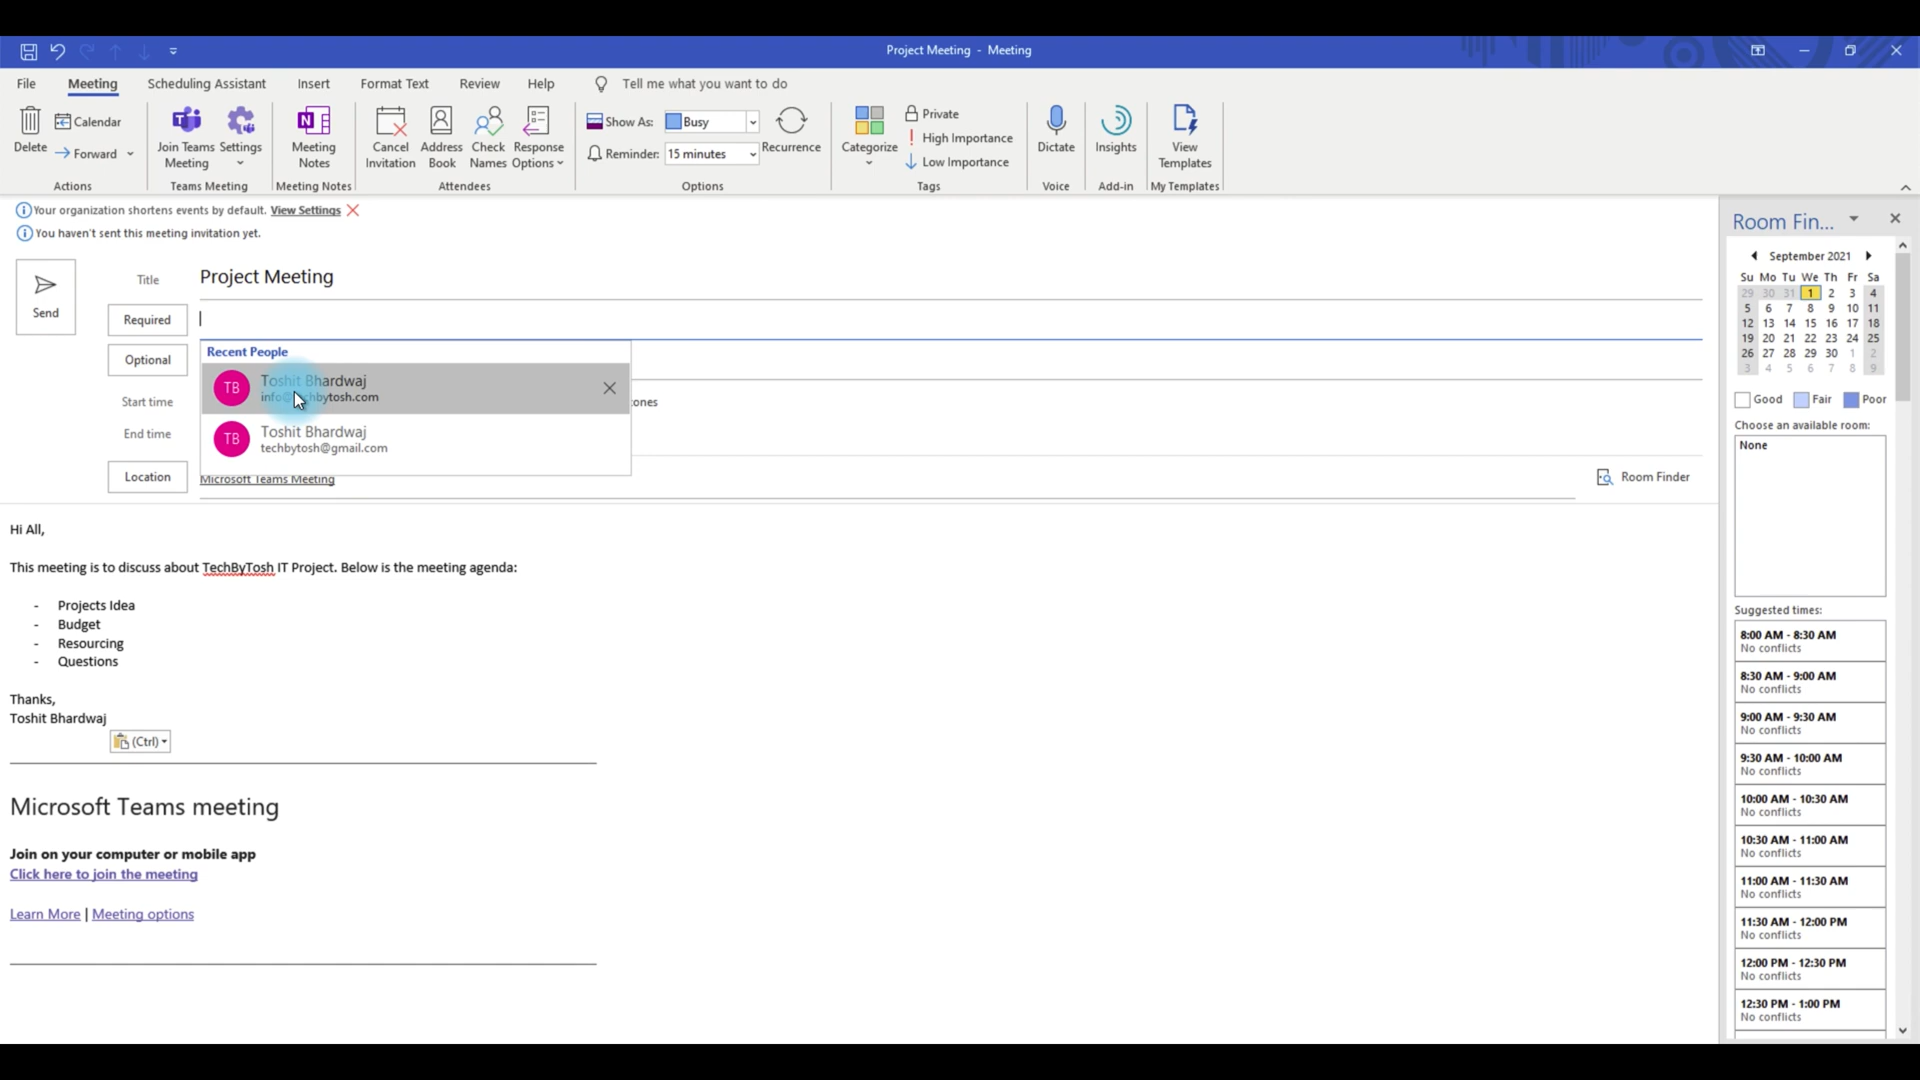 Project Meeting - Meeting
File Meeting Scheduling Assistant Insert Format Text Review Help Tell me what you want to do
Delete
Calendar
Forward
Actions
Join Teams Meeting
Settings
Teams Meeting
Meeting Notes
Meeting Notes
Cancel Invitation
Address Book
Check Names
Response Options
Attendees
Show As: Busy
Reminder: 15 minutes
Recurrence
Options
Categorize
Private
High Importance
Low Importance
Tags
Dictate
Voice
Insights
Add-in
View Templates
My Templates
Your organization shortens events by default. View Settings
You haven't sent this meeting invitation yet.
Send
Title Project Meeting
Required
Optional
Start time
End time
Location
Recent People
TB Toshit Bhardwaj
TB Toshit Bhardwaj
techbytosh@gmail.com
ones
Microsoft Teams Meeting
Room Finder
Hi All,
This meeting is to discuss about TechByTosh IT Project. Below is the meeting agenda:
- Projects Idea
- Budget
- Resourcing
- Questions
Thanks,
Toshit Bhardwaj
(Ctrl)
Microsoft Teams meeting
Join on your computer or mobile app
Click here to join the meeting
Learn More | Meeting options
Room Fin...
September 2021
Su Mo Tu We Th Fr Sa
29 30 31 1 2 3 4
5 6 7 8 9 10 11
12 13 14 15 16 17 18
19 20 21 22 23 24 25
26 27 28 29 30 1 2
3 4 5 6 7 8 9
Good Fair Poor
Choose an available room:
None
Suggested times:
8:00 AM - 8:30 AM
No conflicts
8:30 AM - 9:00 AM
No conflicts
9:00 AM - 9:30 AM
No conflicts
9:30 AM - 10:00 AM
No conflicts
10:00 AM - 10:30 AM
No conflicts
10:30 AM - 11:00 AM
No conflicts
11:00 AM - 11:30 AM
No conflicts
11:30 AM - 12:00 PM
No conflicts
12:00 PM - 12:30 PM
No conflicts
12:30 PM - 1:00 PM
No conflicts